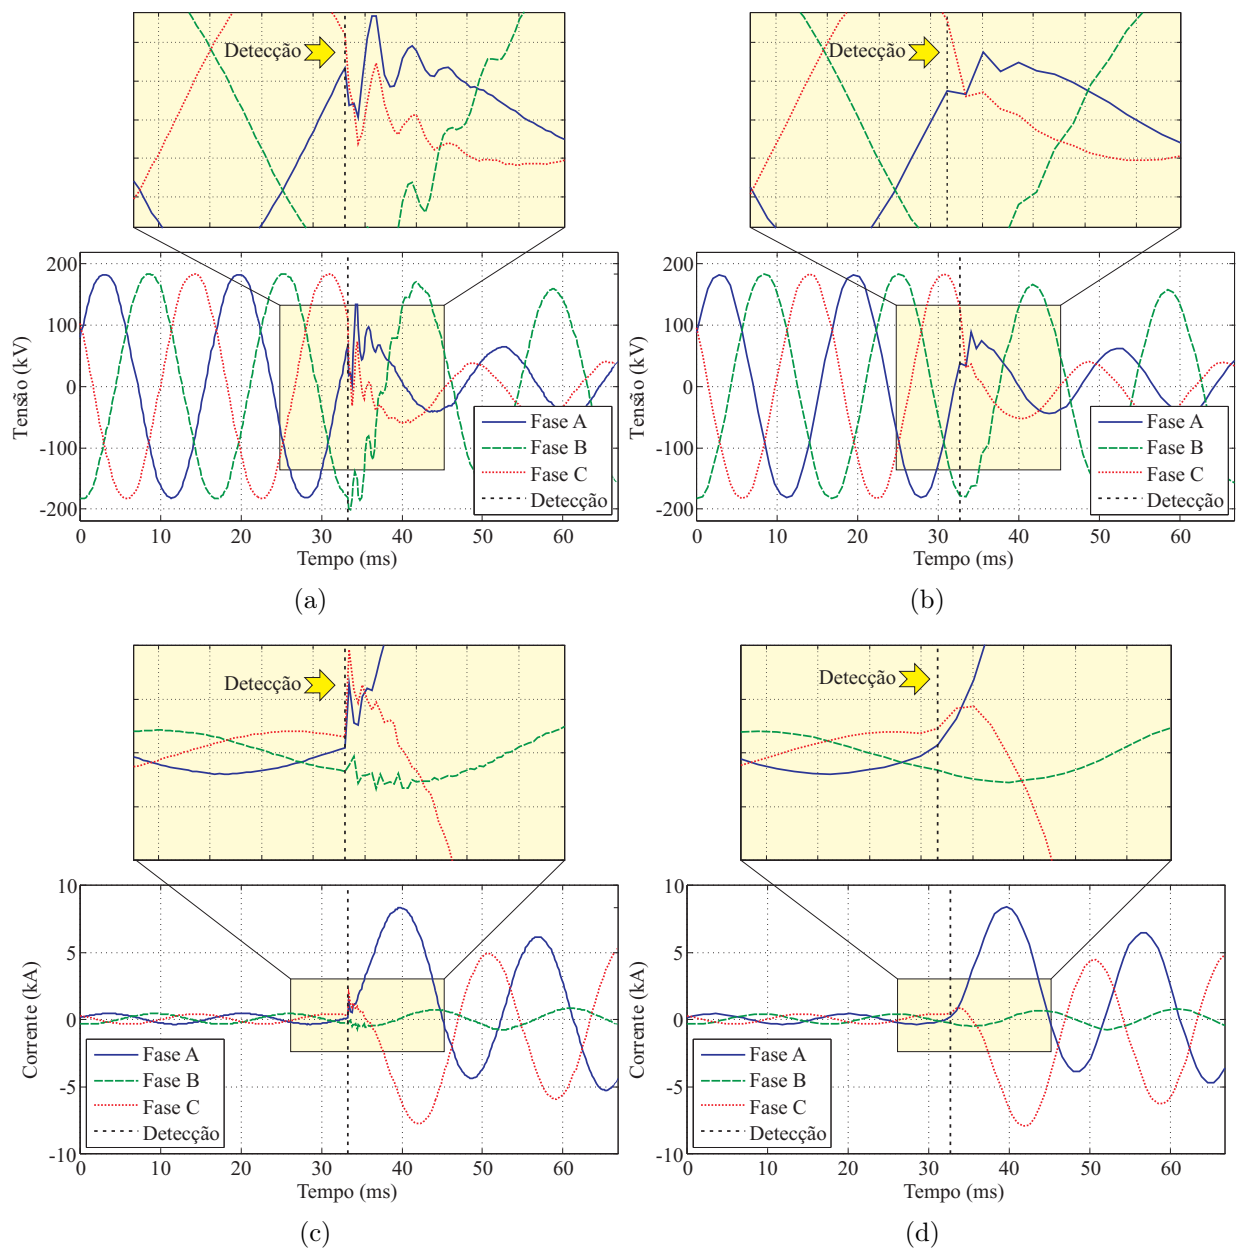 Detecção
200
100
0
-100
-200
Tensão (kV)
Fase A
Fase B
Fase C
Detecção
0 10 20 30 40 50 60
Tempo (ms)
(a)
Detecção
200
100
0
-100
-200
Tensão (kV)
Fase A
Fase B
Fase C
Detecção
0 10 20 30 40 50 60
Tempo (ms)
(b)
Detecção
10
5
0
-5
-10
Corrente (kA)
Fase A
Fase B
Fase C
Detecção
0 10 20 30 40 50 60
Tempo (ms)
(c)
Detecção
10
5
0
-5
-10
Corrente (kA)
Fase A
Fase B
Fase C
Detecção
0 10 20 30 40 50 60
Tempo (ms)
(d)